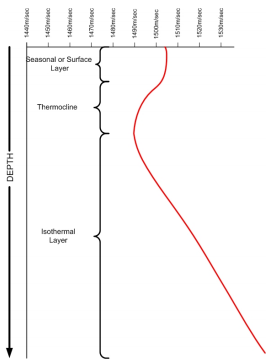 1440m/sec
1450m/sec
1460m/sec
1470m/sec
1480m/sec
1490m/sec
1500m/sec
1510m/sec
1520m/sec
1530m/sec
Seasonal or Surface
Layer
Thermocline
DEPTH
Isothermal
Layer